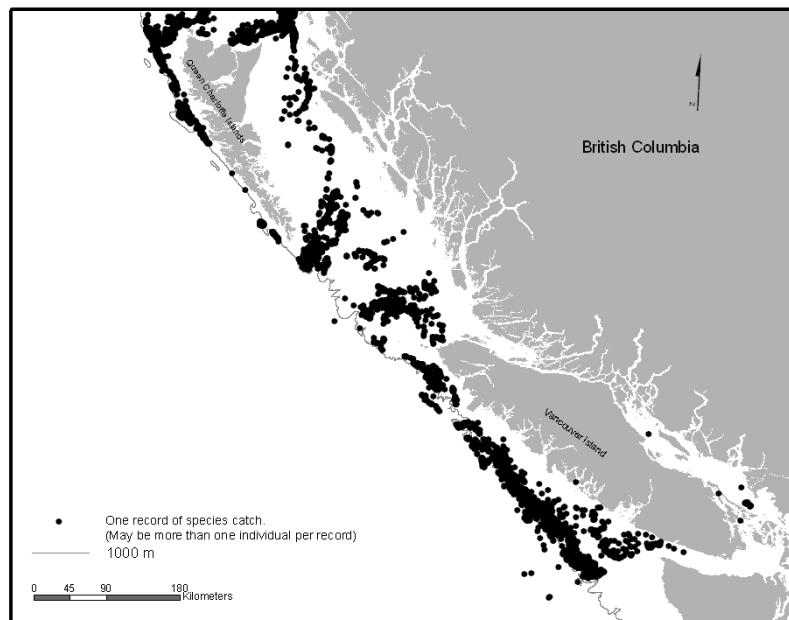 Queen Charlotte Islands
N
British Columbia
Vancouver Island
One record of species catch.
(May be more than one individual per record)
1000 m
0 45 90 180
Kilometers